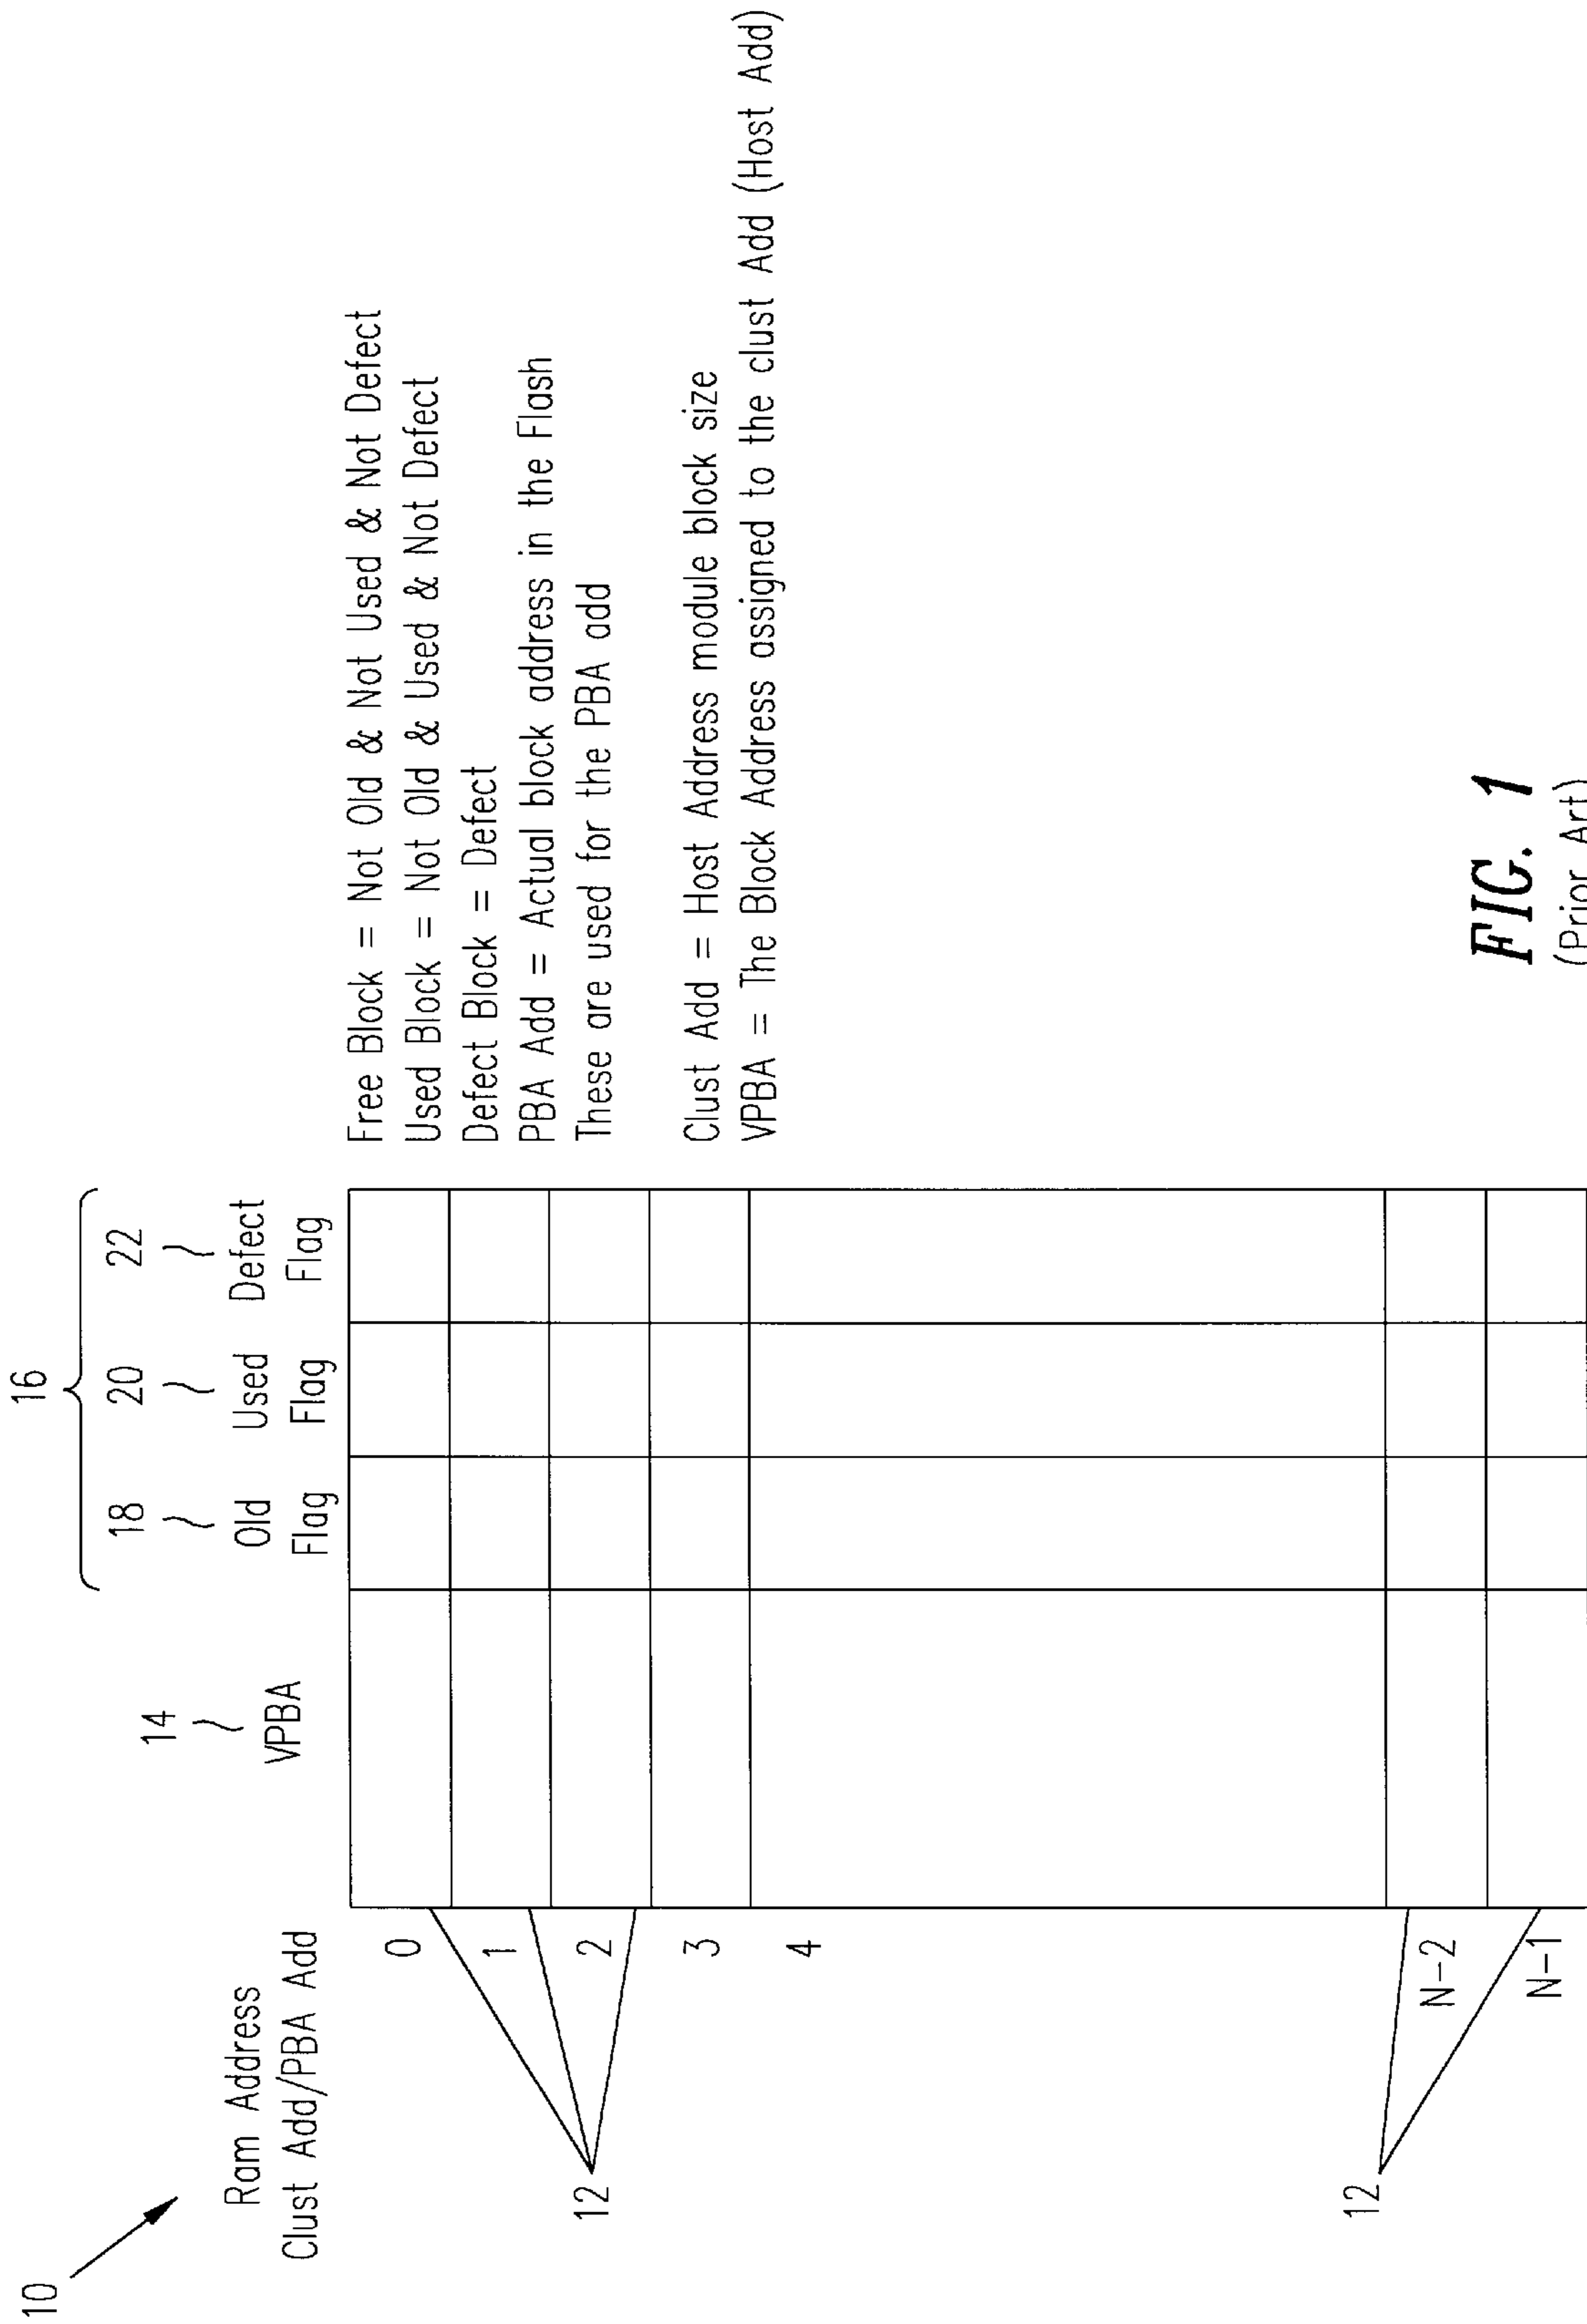 10
16
14
18
20
22
Ram Address
Clust Add/PBA Add
VPBA
Old
Flag
Used
Flag
Defect
Flag
0
1
2
3
4
N-2
N-1
12
12
Free Block = Not Old & Not Used & Not Defect
Used Block = Not Old & Used & Not Defect
Defect Block = Defect
PBA Add = Actual block address in the Flash
These are used for the PBA add
Clust Add = Host Address module block size
VPBA = The Block Address assigned to the clust Add (Host Add)
FIG. 1
(Prior Art)